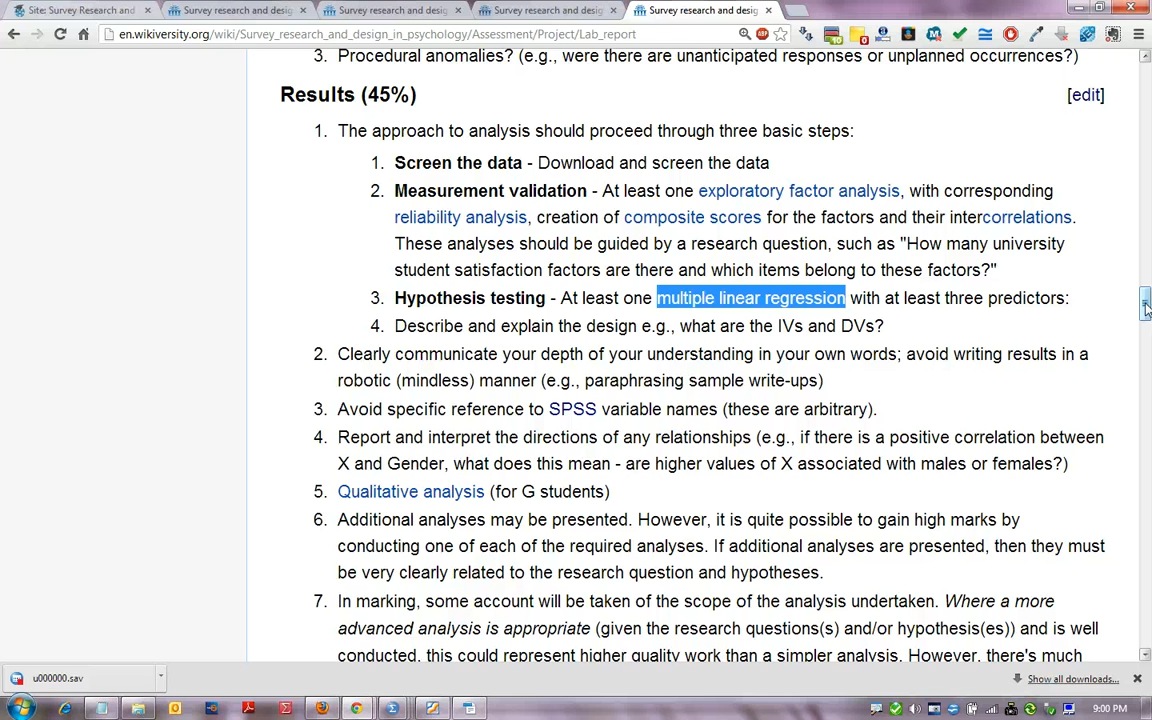 Site: Survey Research and
Survey research and desig
Survey research and desig
Survey research and desig
Survey research and desig
en.wikiversity.org/wiki/Survey_research_and_design_in_psychology/Assessment/Project/Lab_report
3. Procedural anomalies? (e.g., were there are unanticipated responses or unplanned occurrences?)
Results (45%) [edit]
1. The approach to analysis should proceed through three basic steps:
1. Screen the data - Download and screen the data
2. Measurement validation - At least one exploratory factor analysis, with corresponding
reliability analysis, creation of composite scores for the factors and their intercorrelations.
These analyses should be guided by a research question, such as "How many university
student satisfaction factors are there and which items belong to these factors?"
3. Hypothesis testing - At least one multiple linear regression with at least three predictors:
4. Describe and explain the design e.g., what are the IVs and DVs?
2. Clearly communicate your depth of your understanding in your own words; avoid writing results in a
robotic (mindless) manner (e.g., paraphrasing sample write-ups)
3. Avoid specific reference to SPSS variable names (these are arbitrary).
4. Report and interpret the directions of any relationships (e.g., if there is a positive correlation between
X and Gender, what does this mean - are higher values of X associated with males or females?)
5. Qualitative analysis (for G students)
6. Additional analyses may be presented. However, it is quite possible to gain high marks by
conducting one of each of the required analyses. If additional analyses are presented, then they must
be very clearly related to the research question and hypotheses.
7. In marking, some account will be taken of the scope of the analysis undertaken. Where a more
advanced analysis is appropriate (given the research questions(s) and/or hypothesis(es)) and is well
conducted, this could represent higher quality work than a simpler analysis. However, there's much
u000000.sav
Show all downloads...
9:00 PM